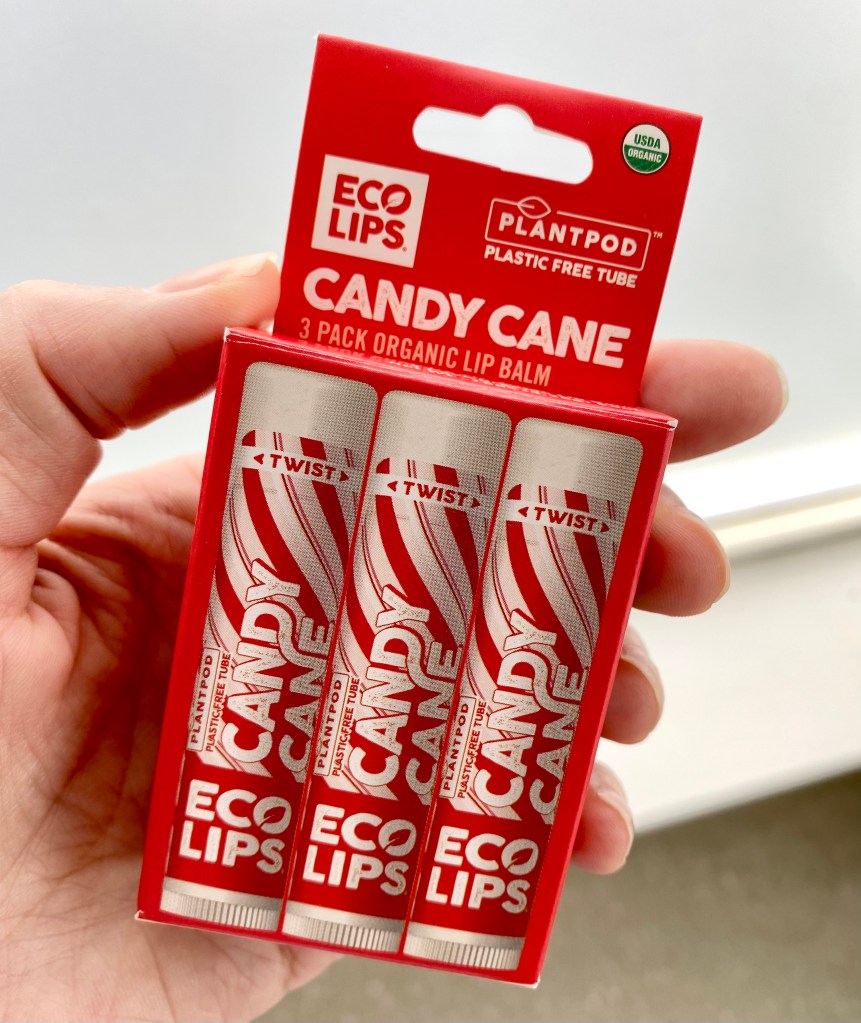 USDA
ORGANIC
ECO
LIPS®
PLANTPOD™
PLASTIC FREE TUBE
CANDY CANE
3 PACK ORGANIC LIP BALM
TWIST
CANDY
CANE
PLANTPOD
PLASTIC-FREE TUBE
ECO
LIPS
TWIST
CANDY
CANE
PLANTPOD
PLASTIC-FREE TUBE
ECO
LIPS
TWIST
CANDY
CANE
PLANTPOD
PLASTIC-FREE TUBE
ECO
LIPS